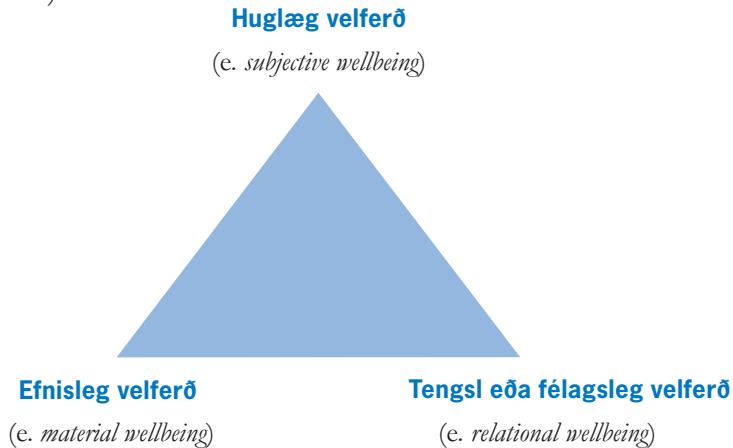 Huglæg velferð
(e. subjective wellbeing)
Efnisleg velferð
(e. material wellbeing)
Tengsl eða félagsleg velferð
(e. relational wellbeing)